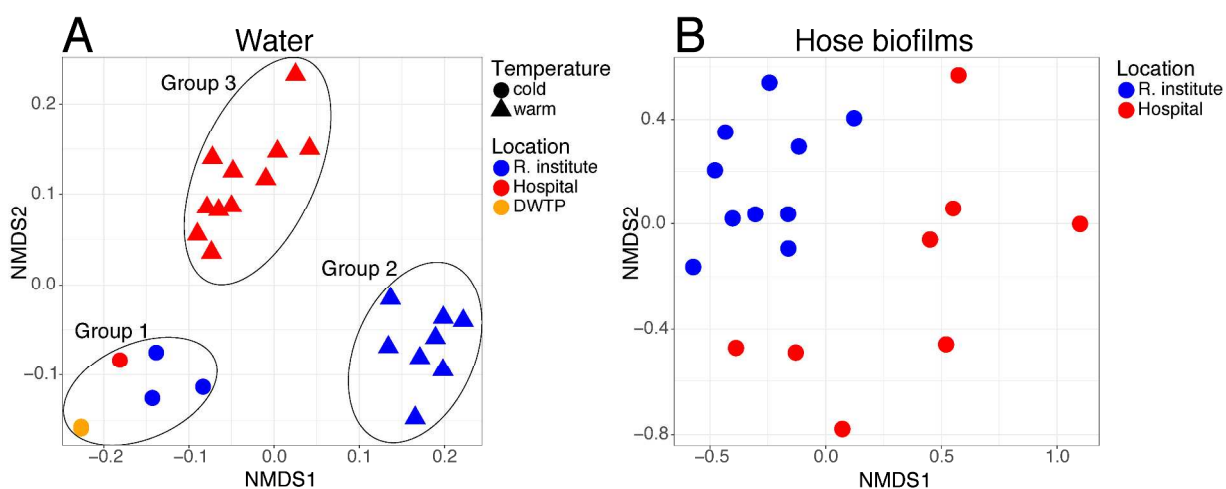 A
Water
Group 3
Group 2
Group 1
0.2
0.1
0.0
−0.1
−0.2
−0.1
0.0
0.1
0.2
NMDS2
NMDS1
Temperature
cold
warm
Location
R. institute
Hospital
DWTP
B
Hose biofilms
0.4
0.0
−0.4
−0.8
−0.5
0.0
0.5
1.0
NMDS2
NMDS1
Location
R. institute
Hospital